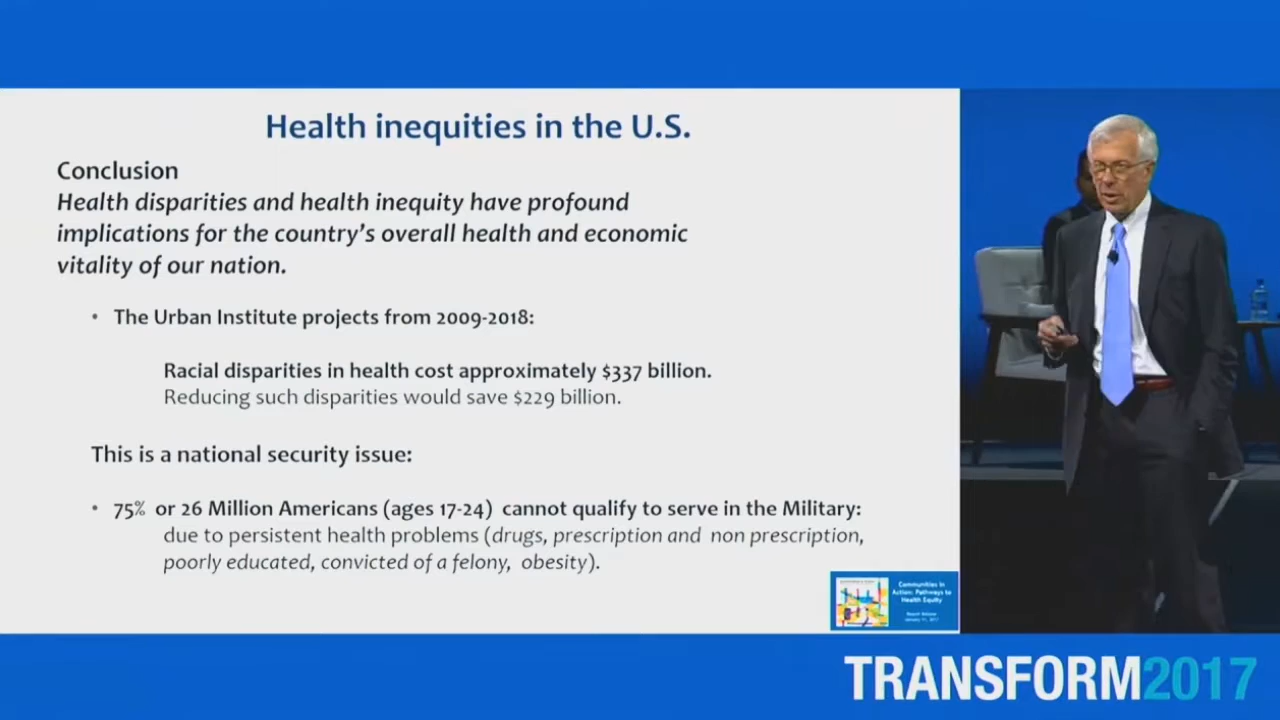 Health inequities in the U.S.
Conclusion
Health disparities and health inequity have profound
implications for the country's overall health and economic
vitality of our nation.
• The Urban Institute projects from 2009-2018:
Racial disparities in health cost approximately $337 billion.
Reducing such disparities would save $229 billion.
This is a national security issue:
• 75% or 26 Million Americans (ages 17-24) cannot qualify to serve in the Military:
due to persistent health problems (drugs, prescription and non prescription,
poorly educated, convicted of a felony, obesity).
Communities in
Action: Pathways to
Health Equity
TRANSFORM2017